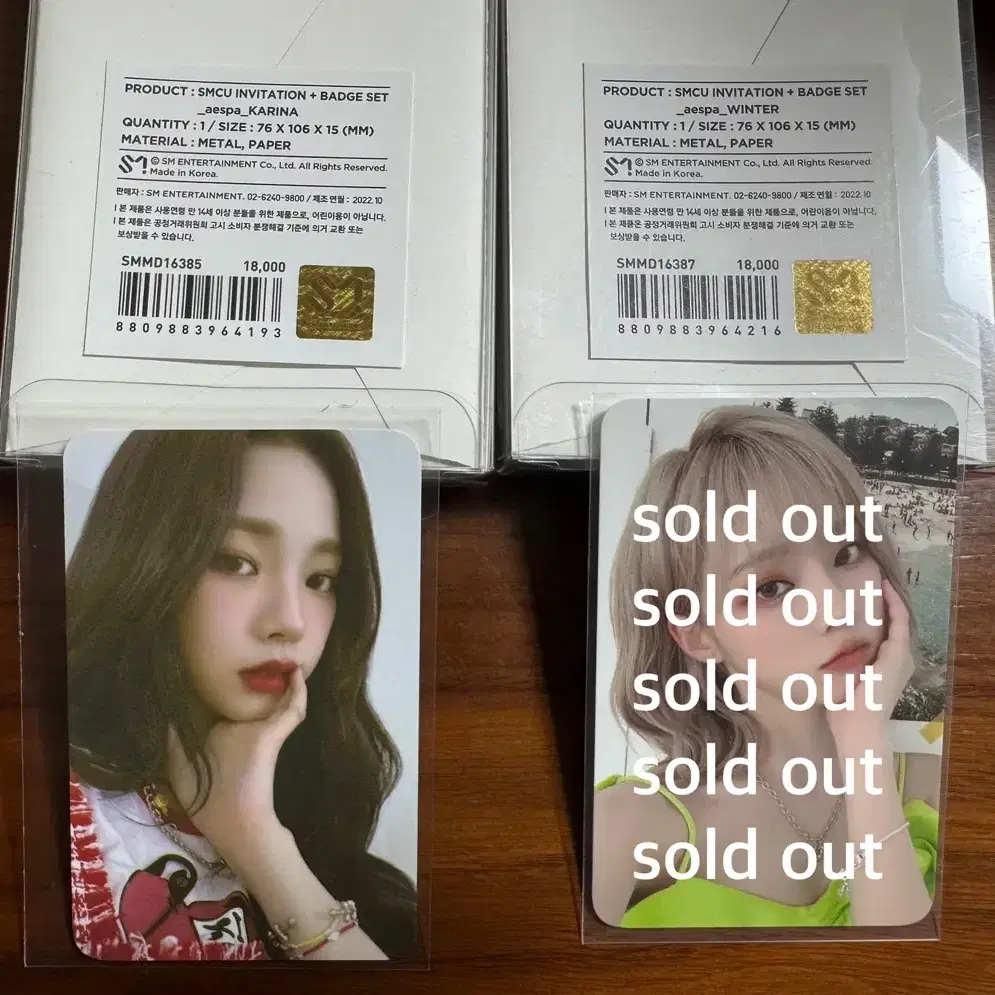 PRODUCT : SMCU INVITATION + BADGE SET
_aespa_KARINA
QUANTITY : 1 / SIZE : 76 X 106 X 15 (MM)
MATERIAL : METAL, PAPER
SM! © SM ENTERTAINMENT Co., Ltd. All Rights Reserved.
Made in Korea.
판매자 : SM ENTERTAINMENT. 02-6240-9800 / 제조 연월 : 2022.10
l 본 제품은 사용연령 만 14세 이상 분들을 위한 제품으로, 어린이용이 아닙니다.
l 본 제품은 공정거래위원회 고시 소비자 분쟁해결 기준에 의거 교환 또는
보상받을 수 있습니다.
SMMD16385 18,000
8809883964193
PRODUCT : SMCU INVITATION + BADGE SET
_aespa_WINTER
QUANTITY : 1 / SIZE : 76 X 106 X 15 (MM)
MATERIAL : METAL, PAPER
SM! © SM ENTERTAINMENT Co., Ltd. All Rights Reserved.
Made in Korea.
판매자 : SM ENTERTAINMENT. 02-6240-9800 / 제조 연월 : 2022.10
l 본 제품은 사용연령 만 14세 이상 분들을 위한 제품으로, 어린이용이 아닙니다.
l 본 제품은 공정거래위원회 고시 소비자 분쟁해결 기준에 의거 교환 또는
보상받을 수 있습니다.
SMMD16387 18,000
8809883964216
sold out
sold out
sold out
sold out
sold out